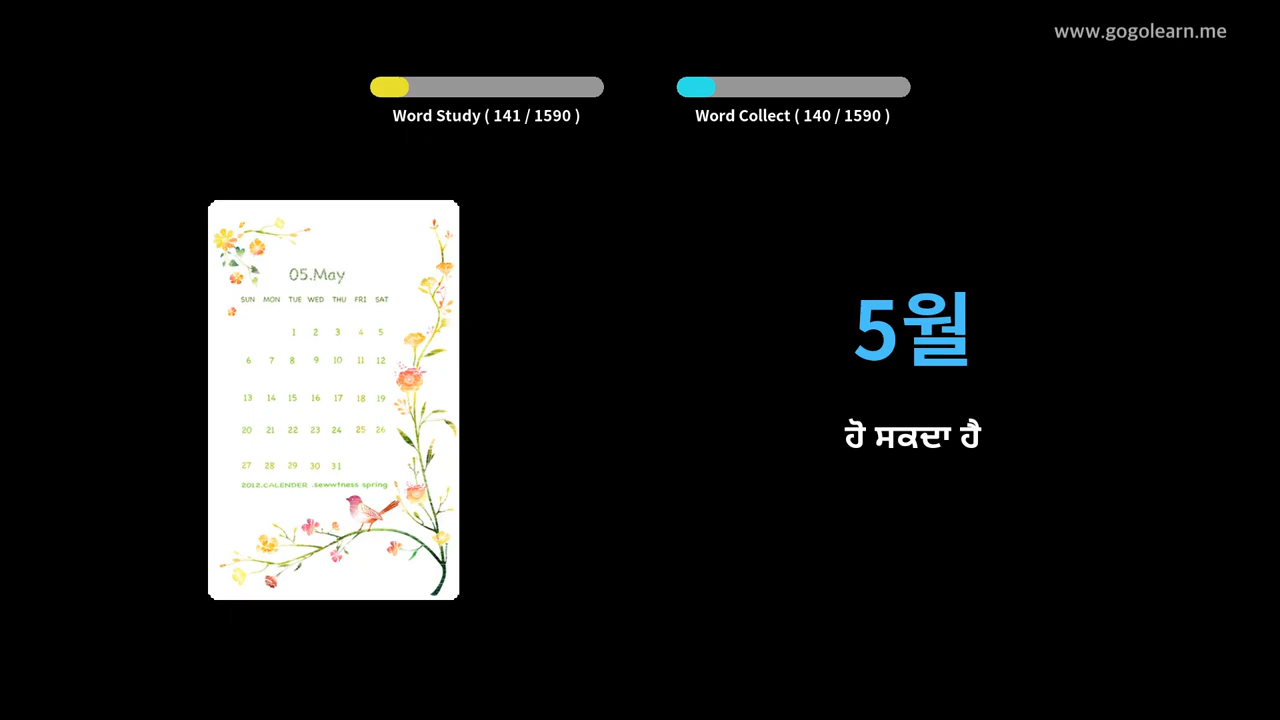 www.gogolearn.me
Word Study ( 141 / 1590 )
Word Collect ( 140 / 1590 )
05.May
SUN MON TUE WED THU FRI SAT
1 2 3 4 5
6 7 8 9 10 11 12
13 14 15 16 17 18 19
20 21 22 23 24 25 26
27 28 29 30 31
2012.CALENDER .sewwtness spring
5월
ਹੋ ਸਕਦਾ ਹੈ